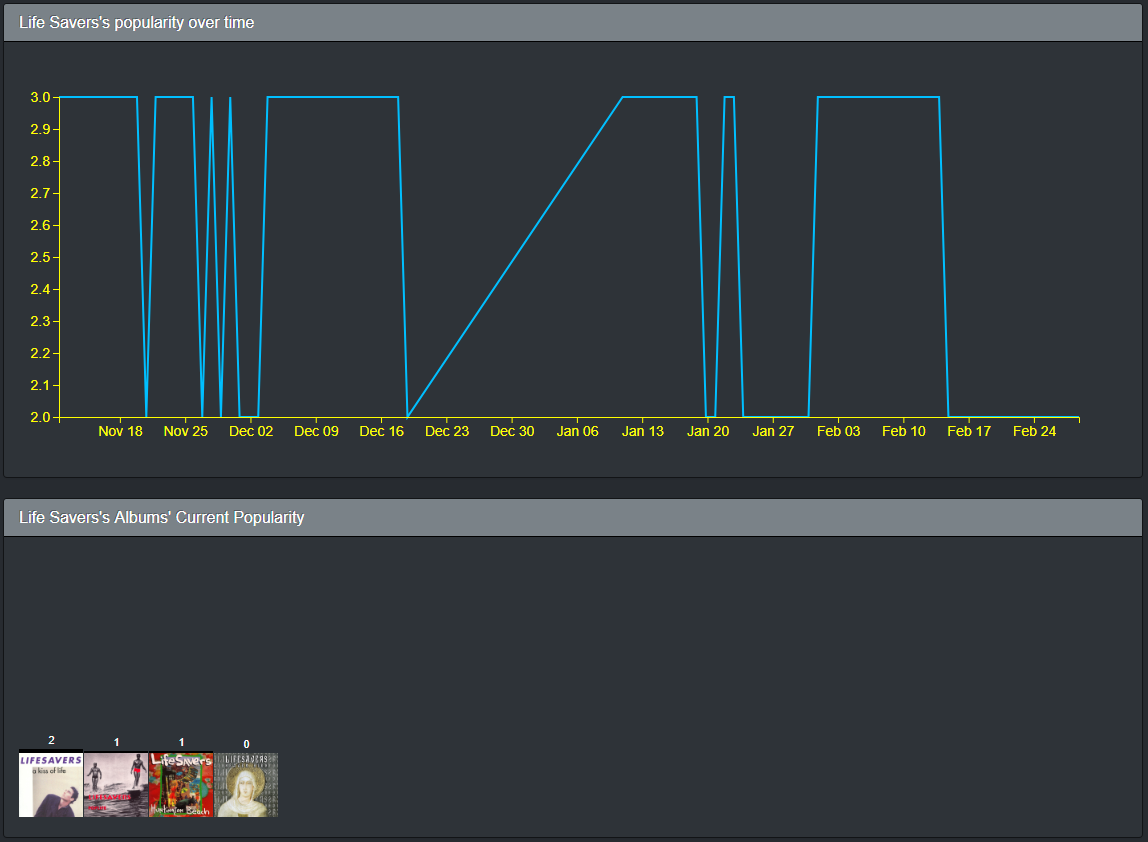 Life Savers's popularity over time
3.0
2.9
2.8
2.7
2.6
2.5
2.4
2.3
2.2
2.1
2.0
Nov 18 Nov 25 Dec 02 Dec 09 Dec 16 Dec 23 Dec 30 Jan 06 Jan 13 Jan 20 Jan 27 Feb 03 Feb 10 Feb 17 Feb 24
Life Savers's Albums' Current Popularity
2 1 1 0
LIFESAVERS
a kiss of life
LIFESAVERS
LifeSavers
Huntington Beach
LIFESAVERS